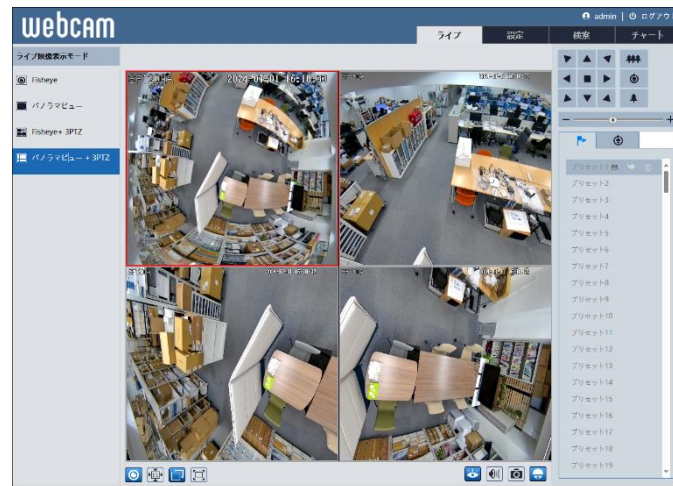 webcam
admin | ログアウト
ライブ 設定 検索 チャート
ライブ映像表示モード
Fisheye
パノラマビュー
Fisheye+ 3PTZ
パノラマビュー + 3PTZ
プリセット1
プリセット2
プリセット3
プリセット4
プリセット5
プリセット6
プリセット7
プリセット8
プリセット9
プリセット10
プリセット11
プリセット12
プリセット13
プリセット14
プリセット15
プリセット16
プリセット17
プリセット18
プリセット19